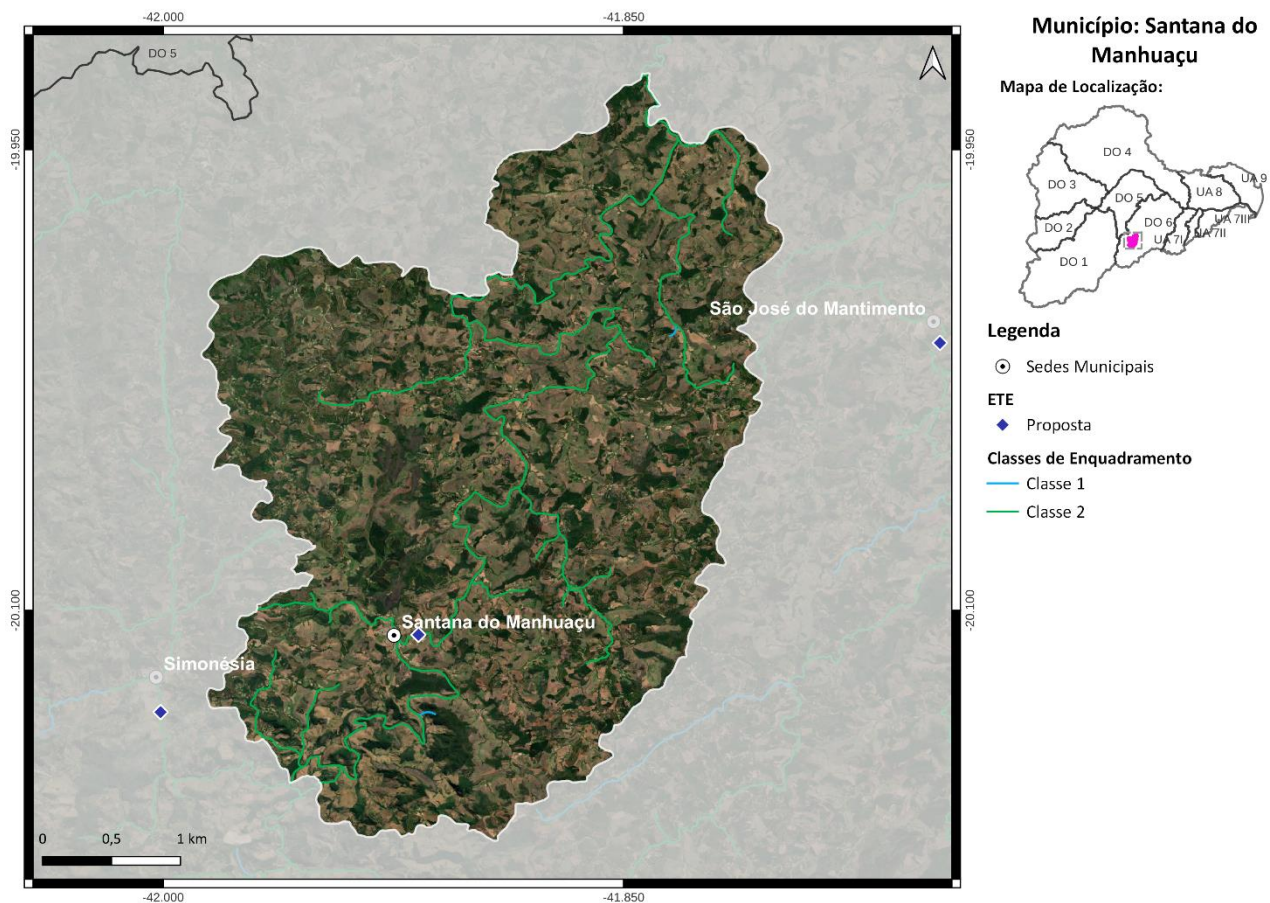 -42.000
-41.850
DO 5
-19.950
-19.950
São José do Mantimento
-20.100
-20.100
Santana do Manhuaçu
Simonésia
0
0,5
1 km
-42.000
-41.850
Município: Santana do
Manhuaçu
Mapa de Localização:
DO 4
DO 3
DO 5
UA 8
UA 9
DO 2
DO 6
UA 7III
UA 7I
UA 7II
DO 1
Legenda
Sedes Municipais
ETE
Proposta
Classes de Enquadramento
Classe 1
Classe 2